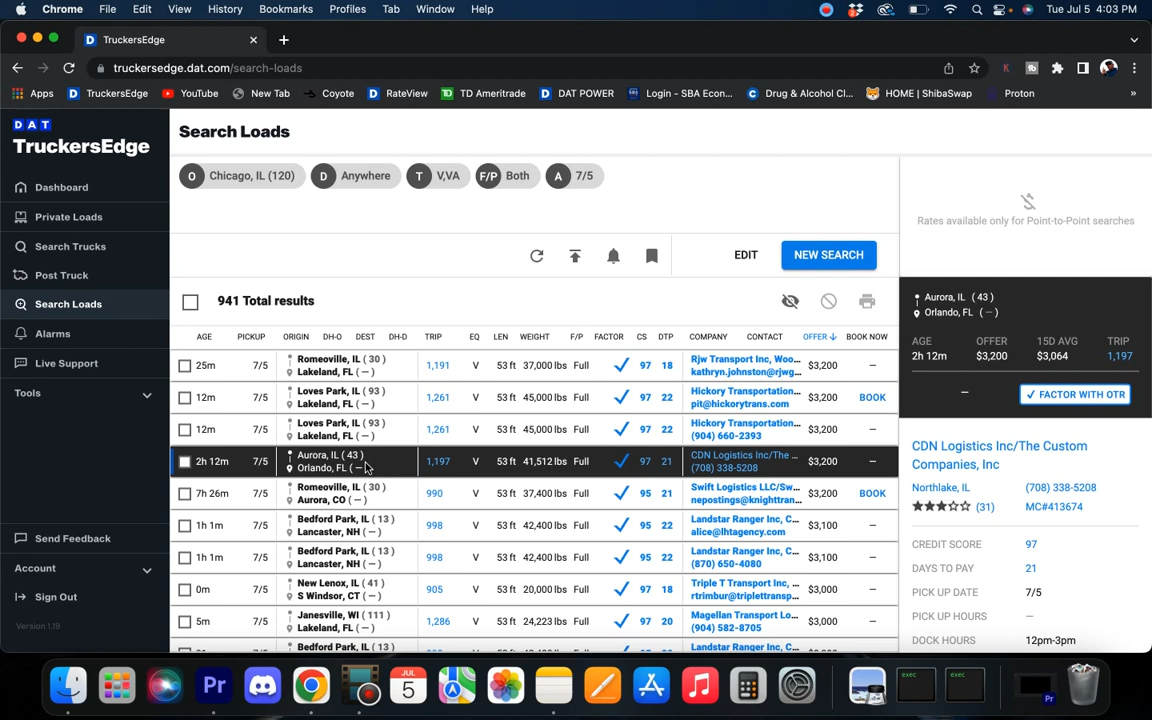 Chrome File Edit View History Bookmarks Profiles Tab Window Help Tue Jul 5 4:03 PM
TruckersEdge
truckersedge.dat.com/search-loads
Apps TruckersEdge YouTube New Tab Coyote RateView TD Ameritrade DAT POWER Login - SBA Econ... Drug & Alcohol Cl... HOME | ShibaSwap Proton »
DAT
TruckersEdge
Dashboard
Private Loads
Search Trucks
Post Truck
Search Loads
Alarms
Live Support
Tools
Send Feedback
Account
Sign Out
Version 1.19
Search Loads
O Chicago, IL (120) D Anywhere T V,VA F/P Both A 7/5
EDIT NEW SEARCH
941 Total results
AGE PICKUP ORIGIN DH-O DEST DH-D TRIP EQ LEN WEIGHT F/P FACTOR CS DTP COMPANY CONTACT OFFER BOOK NOW
25m 7/5 Romeoville, IL ( 30 ) 1,191 V 53 ft 37,000 lbs Full 97 18 Rjw Transport Inc, Woo... $3,200 –
Lakeland, FL ( – ) kathryn.johnston@rjwg...
12m 7/5 Loves Park, IL ( 93 ) 1,261 V 53 ft 45,000 lbs Full 97 22 Hickory Transportation... $3,200 BOOK
Lakeland, FL ( – ) pit@hickorytrans.com
12m 7/5 Loves Park, IL ( 93 ) 1,261 V 53 ft 45,000 lbs Full 97 22 Hickory Transportation... $3,200 –
Lakeland, FL ( – ) (904) 660-2393
2h 12m 7/5 Aurora, IL ( 43 ) 1,197 V 53 ft 41,512 lbs Full 97 21 CDN Logistics Inc/The ... $3,200 –
Orlando, FL ( – ) (708) 338-5208
7h 26m 7/5 Romeoville, IL ( 30 ) 990 V 53 ft 37,400 lbs Full 95 21 Swift Logistics LLC/Sw... $3,200 BOOK
Aurora, CO ( – ) nepostings@knighttran...
1h 1m 7/5 Bedford Park, IL ( 13 ) 998 V 53 ft 42,400 lbs Full 95 22 Landstar Ranger Inc, C... $3,100 –
Lancaster, NH ( – ) alice@lhtagency.com
1h 1m 7/5 Bedford Park, IL ( 13 ) 998 V 53 ft 42,400 lbs Full 95 22 Landstar Ranger Inc, C... $3,100 –
Lancaster, NH ( – ) (870) 650-4080
0m 7/5 New Lenox, IL ( 41 ) 905 V 53 ft 20,000 lbs Full 97 18 Triple T Transport Inc, ... $3,000 –
S Windsor, CT ( – ) rtrimbur@triplettransp...
5m 7/5 Janesville, WI ( 111 ) 1,286 V 53 ft 24,223 lbs Full 97 20 Magellan Transport Lo... $3,000 –
Lakeland, FL ( – ) (904) 582-8705
Bedford Park, IL ( 13 ) Landstar Ranger Inc, C...
Rates available only for Point-to-Point searches
Aurora, IL ( 43 )
Orlando, FL ( – )
AGE OFFER 15D AVG TRIP
2h 12m $3,200 $3,064 1,197
– FACTOR WITH OTR
CDN Logistics Inc/The Custom
Companies, Inc
Northlake, IL (708) 338-5208
(31) MC#413674
CREDIT SCORE 97
DAYS TO PAY 21
PICK UP DATE 7/5
PICK UP HOURS –
DOCK HOURS 12pm-3pm
Pr JUL 5 exec exec Pr